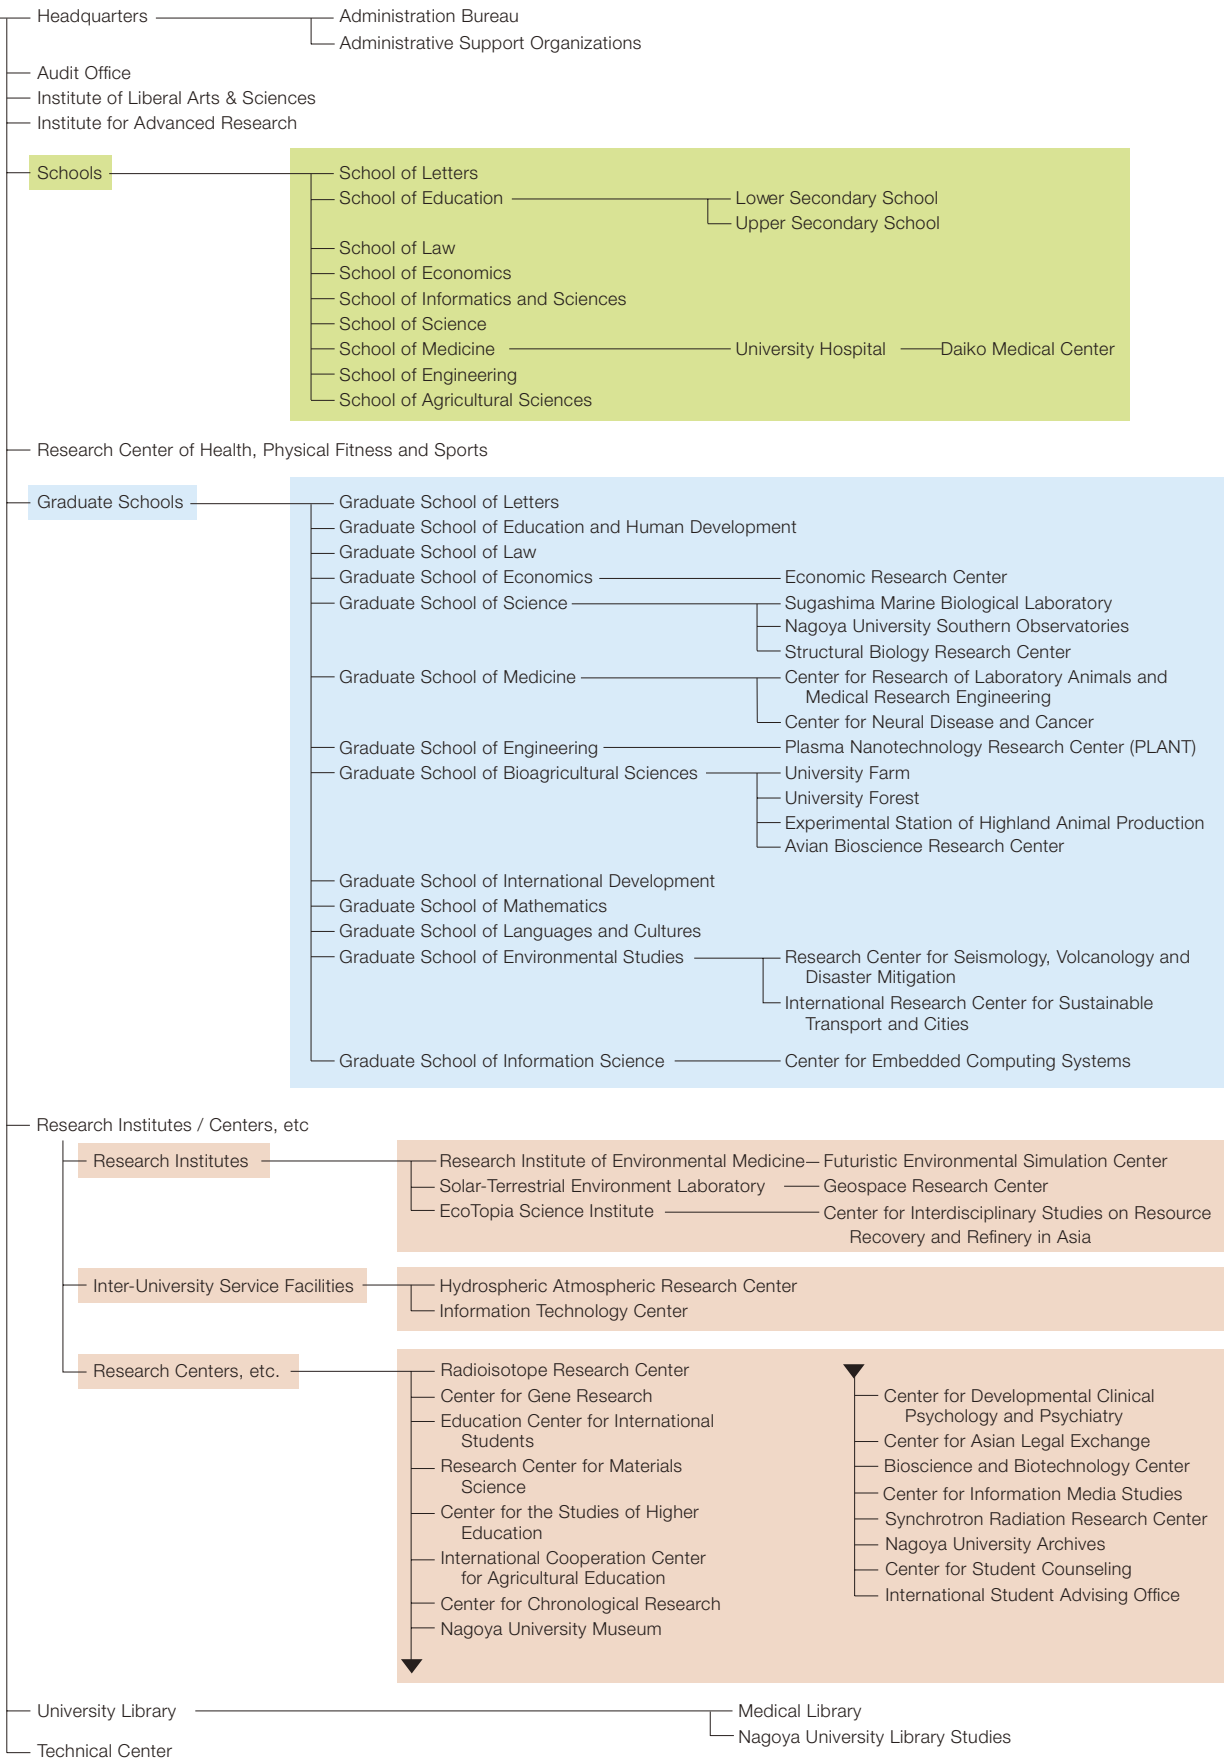 Headquarters
Administration Bureau
Administrative Support Organizations
Audit Office
Institute of Liberal Arts & Sciences
Institute for Advanced Research
Schools
School of Letters
School of Education
Lower Secondary School
Upper Secondary School
School of Law
School of Economics
School of Informatics and Sciences
School of Science
School of Medicine
University Hospital
Daiko Medical Center
School of Engineering
School of Agricultural Sciences
Research Center of Health, Physical Fitness and Sports
Graduate Schools
Graduate School of Letters
Graduate School of Education and Human Development
Graduate School of Law
Graduate School of Economics
Economic Research Center
Graduate School of Science
Sugashima Marine Biological Laboratory
Nagoya University Southern Observatories
Structural Biology Research Center
Graduate School of Medicine
Center for Research of Laboratory Animals and
Medical Research Engineering
Center for Neural Disease and Cancer
Graduate School of Engineering
Plasma Nanotechnology Research Center (PLANT)
Graduate School of Bioagricultural Sciences
University Farm
University Forest
Experimental Station of Highland Animal Production
Avian Bioscience Research Center
Graduate School of International Development
Graduate School of Mathematics
Graduate School of Languages and Cultures
Graduate School of Environmental Studies
Research Center for Seismology, Volcanology and
Disaster Mitigation
International Research Center for Sustainable
Transport and Cities
Graduate School of Information Science
Center for Embedded Computing Systems
Research Institutes / Centers, etc
Research Institutes
Research Institute of Environmental Medicine
Futuristic Environmental Simulation Center
Solar-Terrestrial Environment Laboratory
Geospace Research Center
EcoTopia Science Institute
Center for Interdisciplinary Studies on Resource
Recovery and Refinery in Asia
Inter-University Service Facilities
Hydrospheric Atmospheric Research Center
Information Technology Center
Research Centers, etc.
Radioisotope Research Center
Center for Gene Research
Education Center for International
Students
Research Center for Materials
Science
Center for the Studies of Higher
Education
International Cooperation Center
for Agricultural Education
Center for Chronological Research
Nagoya University Museum
Center for Developmental Clinical
Psychology and Psychiatry
Center for Asian Legal Exchange
Bioscience and Biotechnology Center
Center for Information Media Studies
Synchrotron Radiation Research Center
Nagoya University Archives
Center for Student Counseling
International Student Advising Office
University Library
Medical Library
Nagoya University Library Studies
Technical Center